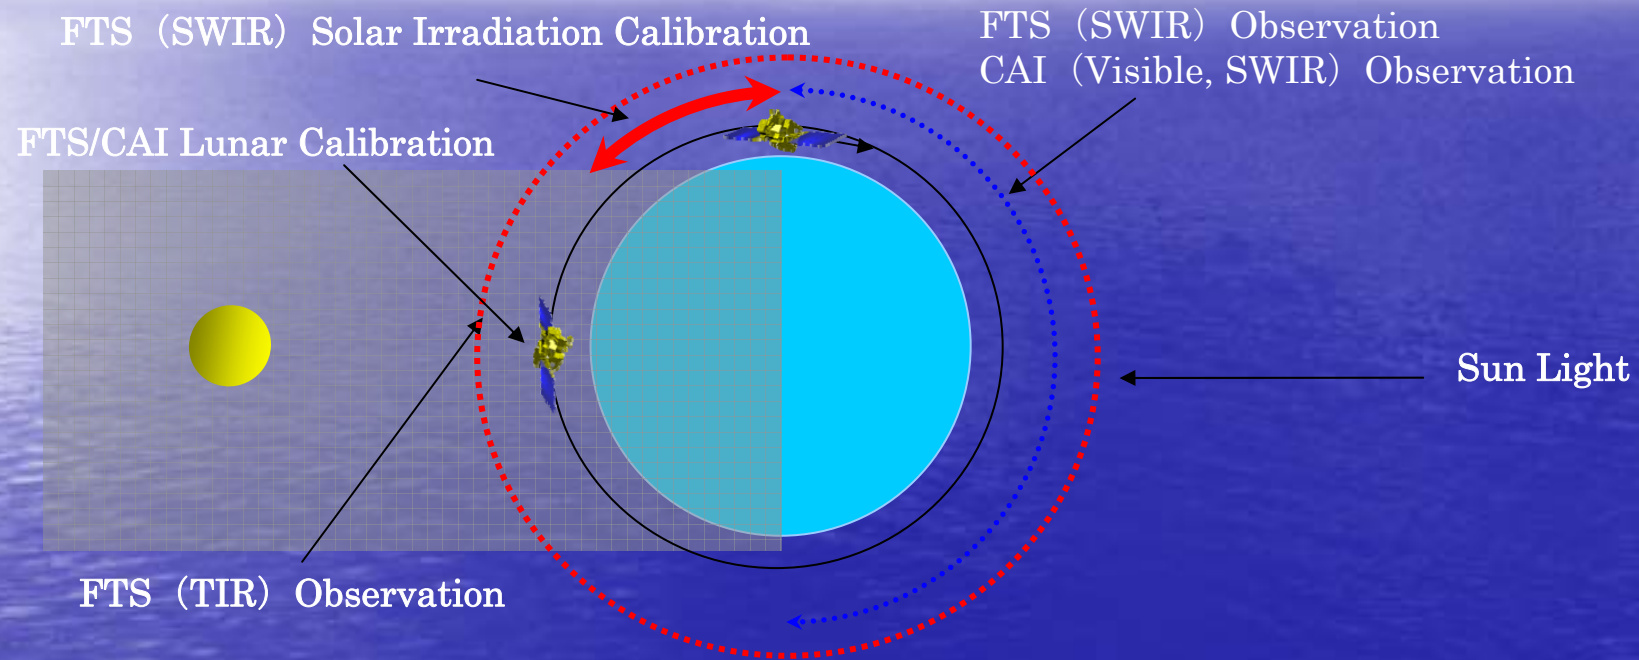 FTS（SWIR）Solar Irradiation Calibration
FTS（SWIR）Observation
CAI（Visible, SWIR）Observation
FTS/CAI Lunar Calibration
Sun Light
FTS（TIR）Observation